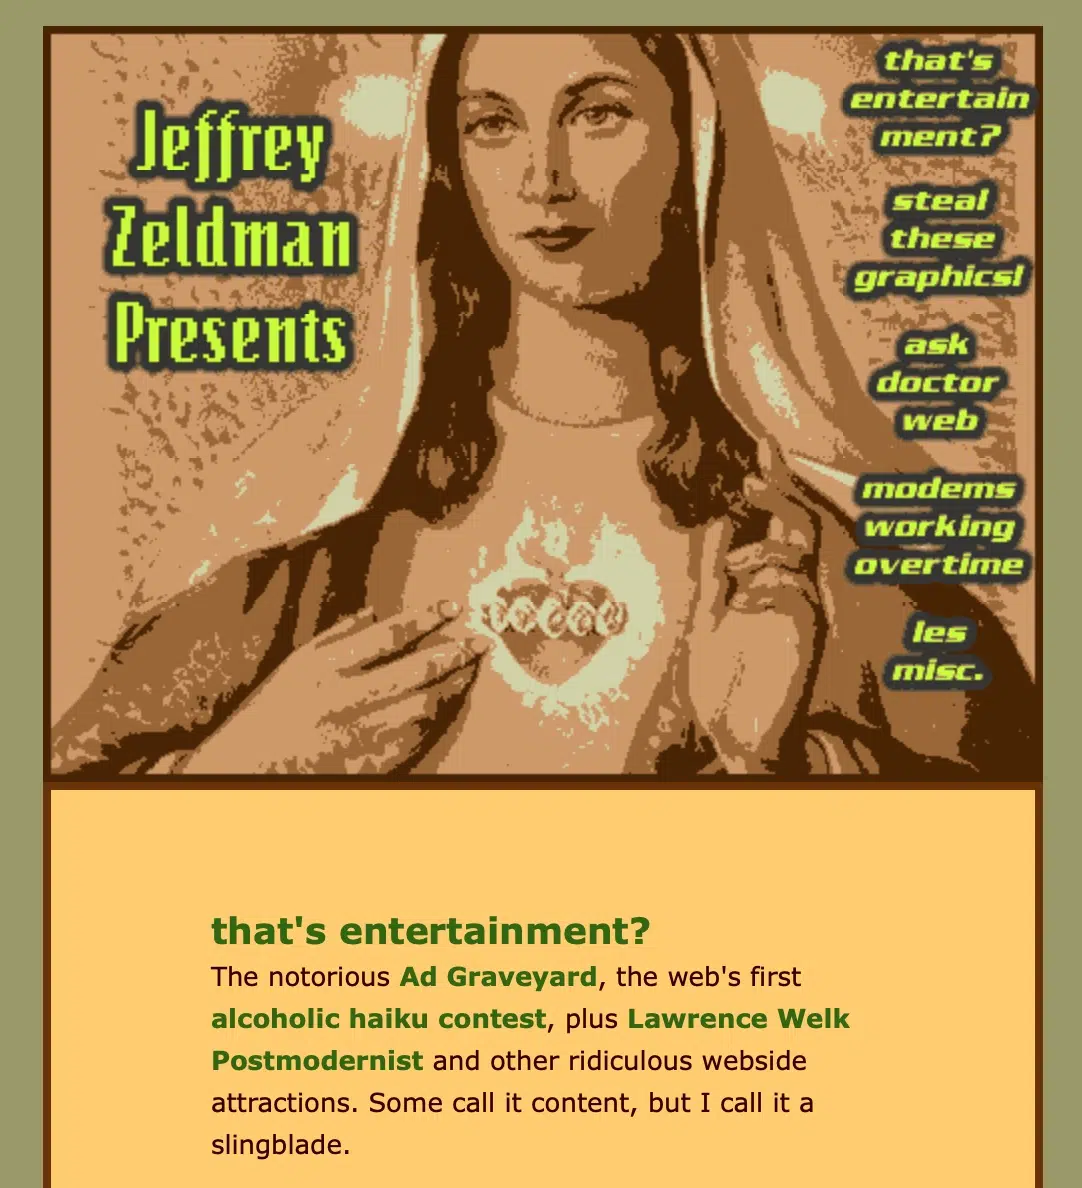 Jeffrey
Zeldman
Presents
that's
entertain
ment?
steal
these
graphics!
ask
doctor
web
modems
working
overtime
les
misc.
that's entertainment?
The notorious Ad Graveyard, the web's first
alcoholic haiku contest, plus Lawrence Welk
Postmodernist and other ridiculous webside
attractions. Some call it content, but I call it a
slingblade.